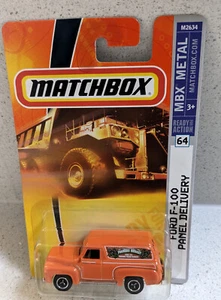 MATCHBOX
M2634
MBX METAL
MATCHBOX.COM
3+
READY FOR
ACTION
64
FORD F-100
PANEL DELIVERY